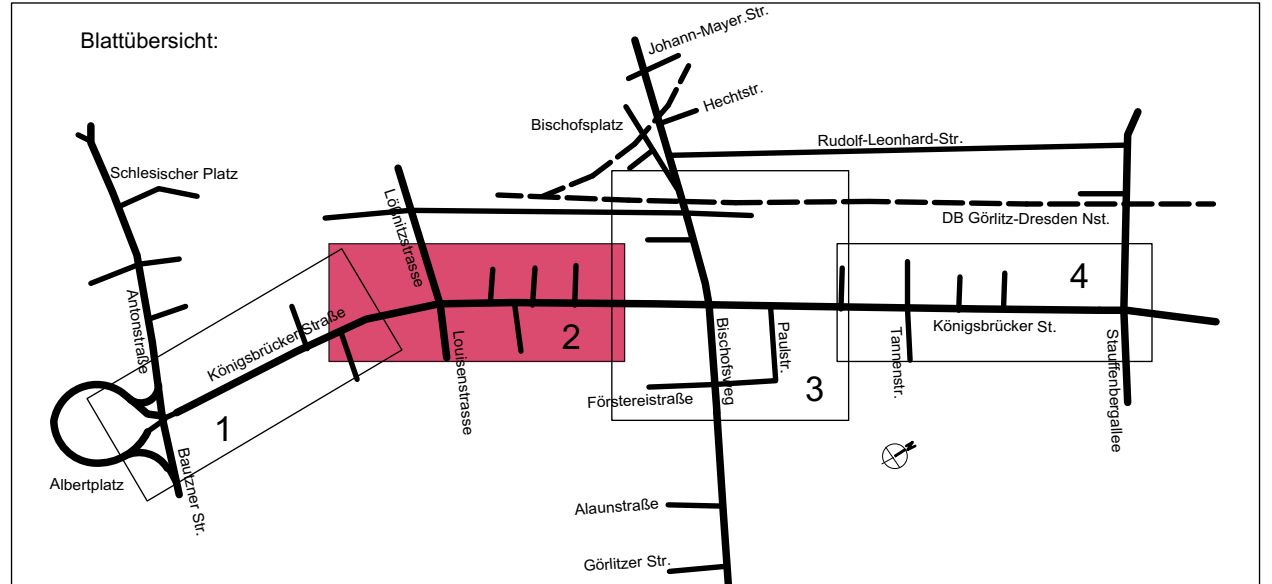 Blattübersicht:
Johann-Mayer.Str.
Hechtstr.
Bischofsplatz
Rudolf-Leonhard-Str.
Schlesischer Platz
Lößnitzstrasse
DB Görlitz-Dresden Nst.
Antonstraße
Königsbrücker Straße
4
Königsbrücker St.
2
Louisenstrasse
Bischofsweg
Paulstr.
Tannenstr.
Stauffenbergallee
Förstereistraße
3
1
N
Albertplatz
Bautzner Str.
Alaunstraße
Görlitzer Str.